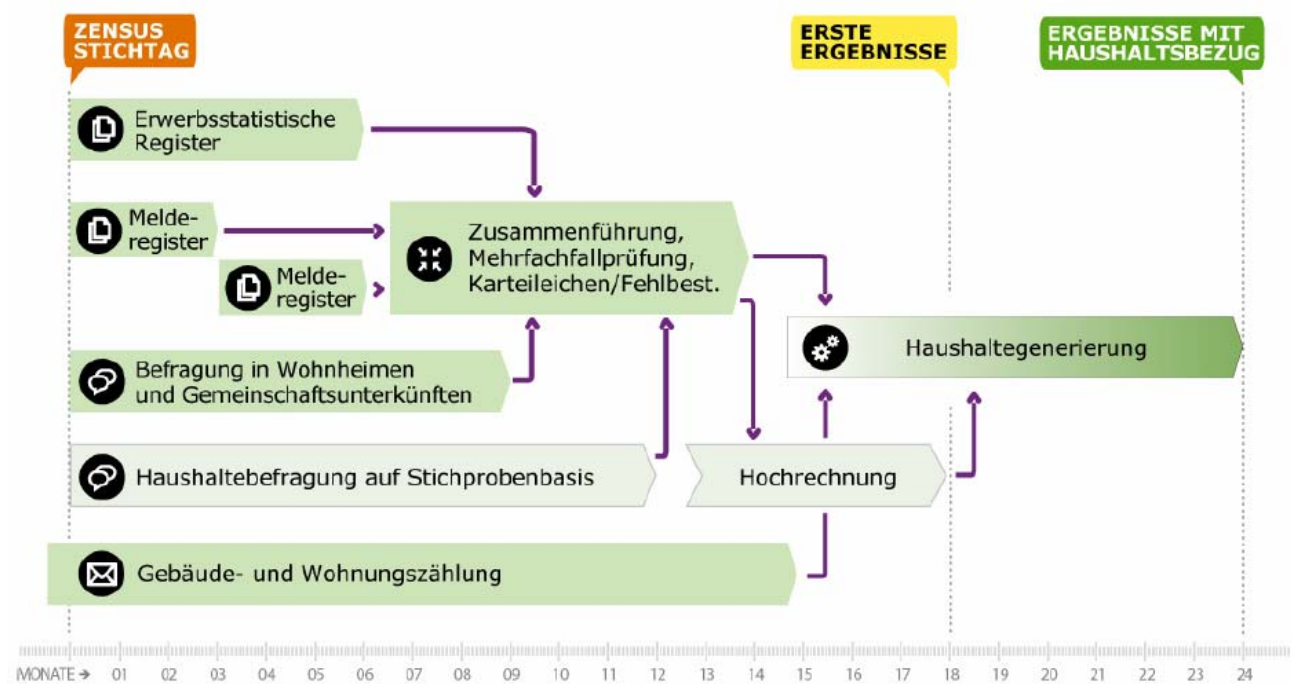 ZENSUS
STICHTAG
ERSTE
ERGEBNISSE
ERGEBNISSE MIT
HAUSHALTSBEZUG
Erwerbsstatistische
Register
Melde-
register
Zusammenführung,
Mehrfachfallprüfung,
Karteileichen/Fehlbest.
Melde-
register
Haushaltegenerierung
Befragung in Wohnheimen
und Gemeinschaftsunterkünften
Haushaltebefragung auf Stichprobenbasis
Hochrechnung
Gebäude- und Wohnungszählung
MONATE → 01 02 03 04 05 06 07 08 09 10 11 12 13 14 15 16 17 18 19 20 21 22 23 24